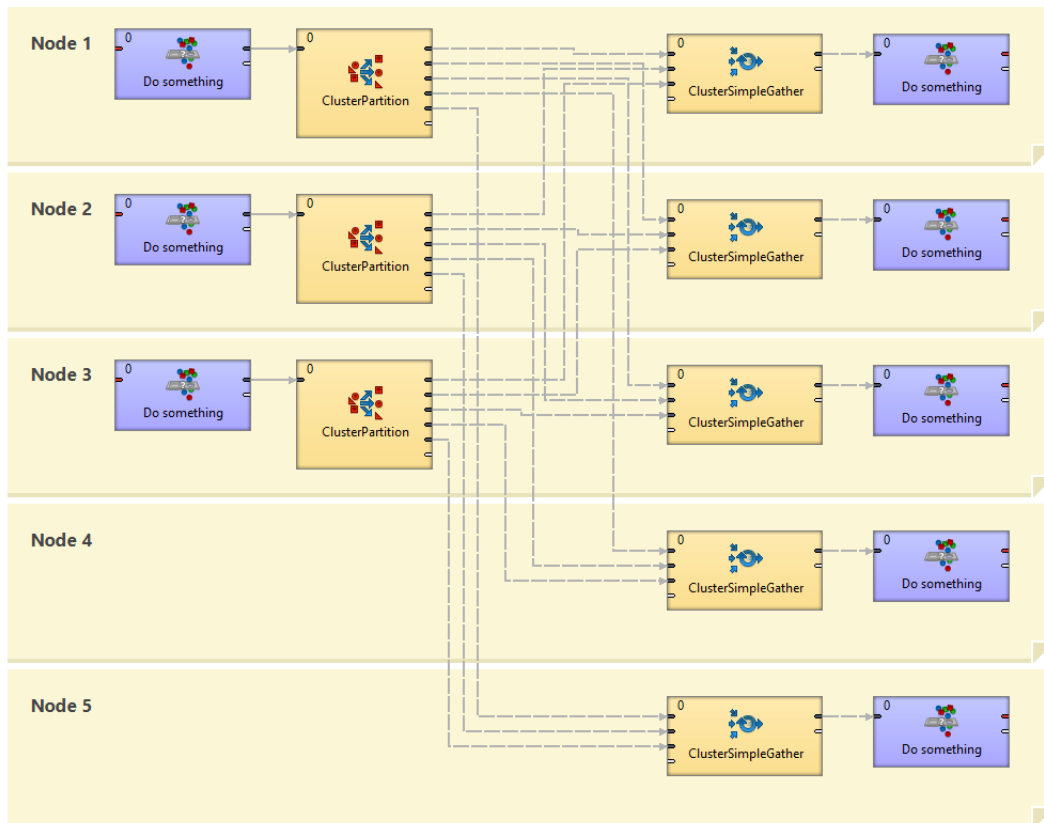 Node 1
0
Do something
0
ClusterPartition
0
ClusterSimpleGather
0
Do something
Node 2
0
Do something
0
ClusterPartition
0
ClusterSimpleGather
0
Do something
Node 3
0
Do something
0
ClusterPartition
0
ClusterSimpleGather
0
Do something
Node 4
0
ClusterSimpleGather
0
Do something
Node 5
0
ClusterSimpleGather
0
Do something